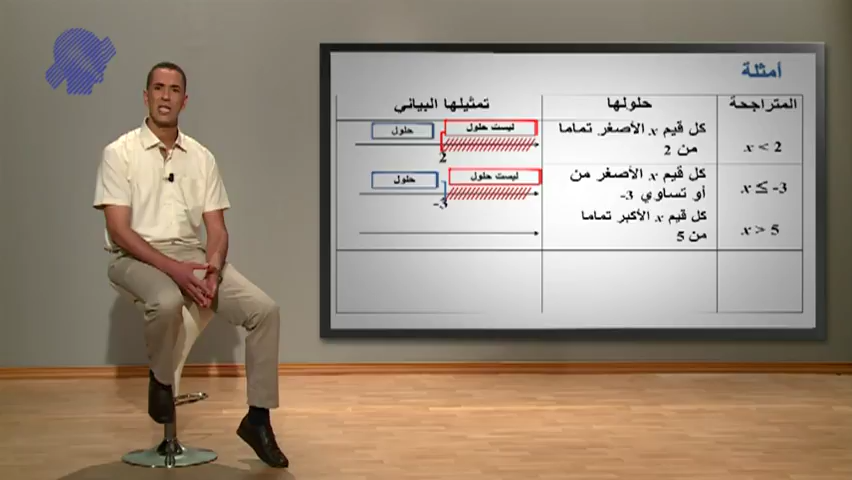 أمثلة
المتراجحة حلولها تمثيلها البياني
x < 2 كل قيم x الأصغر تماما من 2 حلول ليست حلول 2
x ≤ -3 كل قيم x الأصغر من أو تساوي -3 حلول ليست حلول -3
x > 5 كل قيم x الأكبر تماما من 5